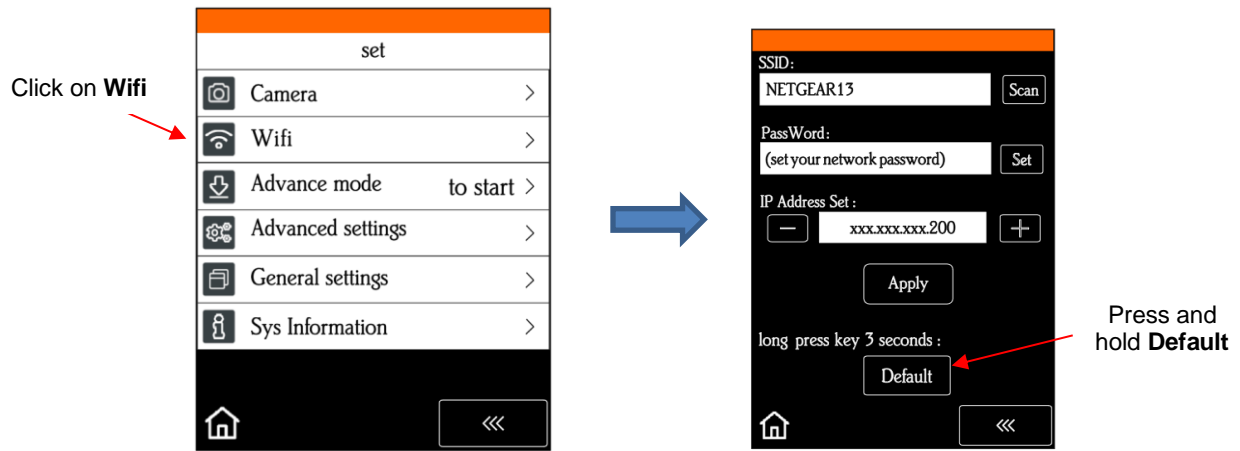 Click on Wifi
set
Camera
Wifi
Advance mode to start
Advanced settings
General settings
Sys Information
SSID:
NETGEAR13 Scan
PassWord:
(set your network password) Set
IP Address Set :
xxx.xxx.xxx.200
Apply
long press key 3 seconds :
Default
Press and
hold Default